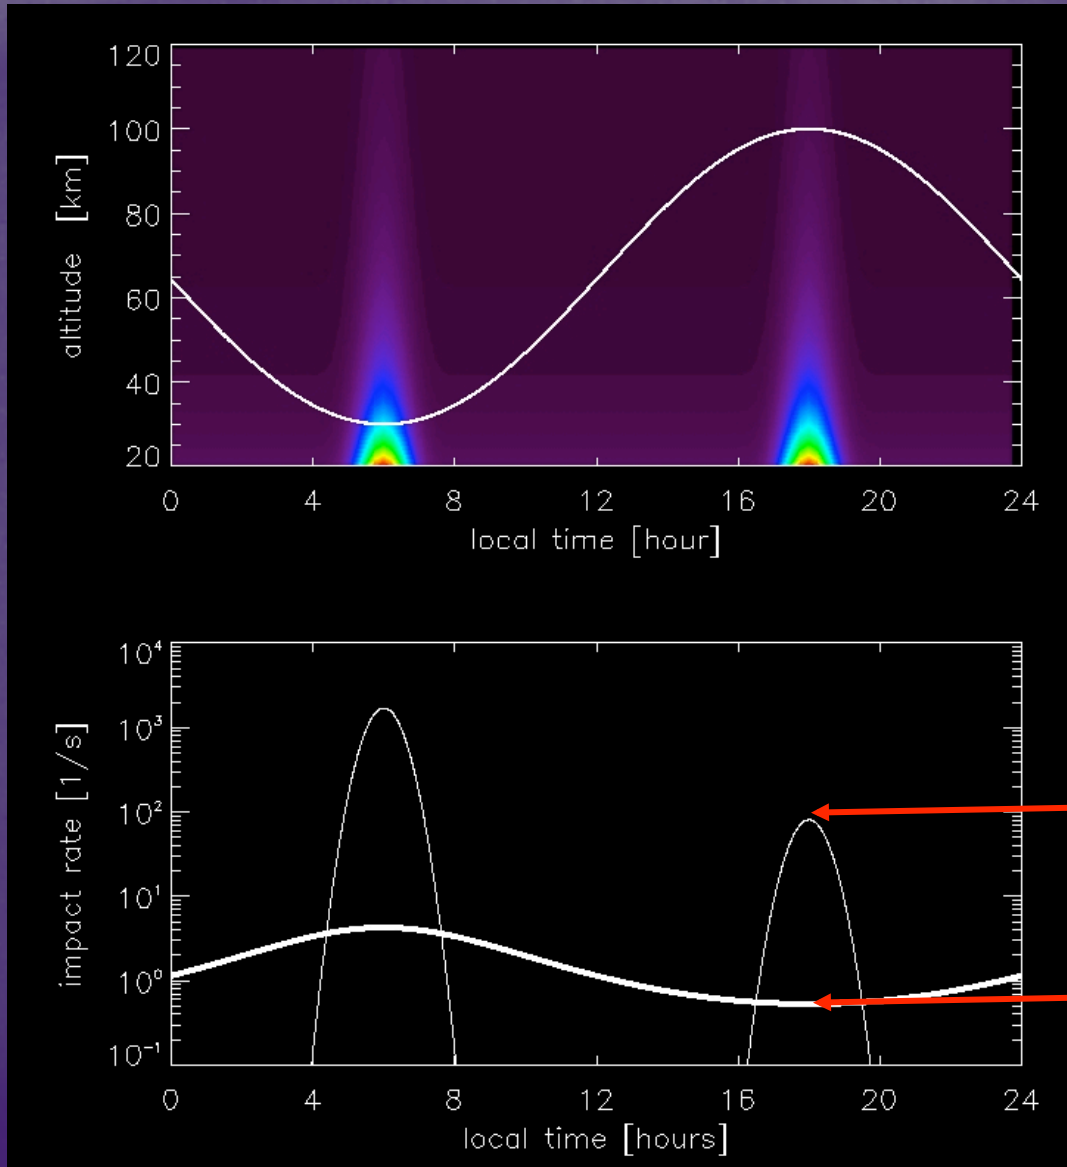 120
100
80
60
40
20
altitude [km]
0 4 8 12 16 20 24
local time [hour]
10⁴
10³
10²
10¹
10⁰
10⁻¹
impact rate [1/s]
0 4 8 12 16 20 24
local time [hours]